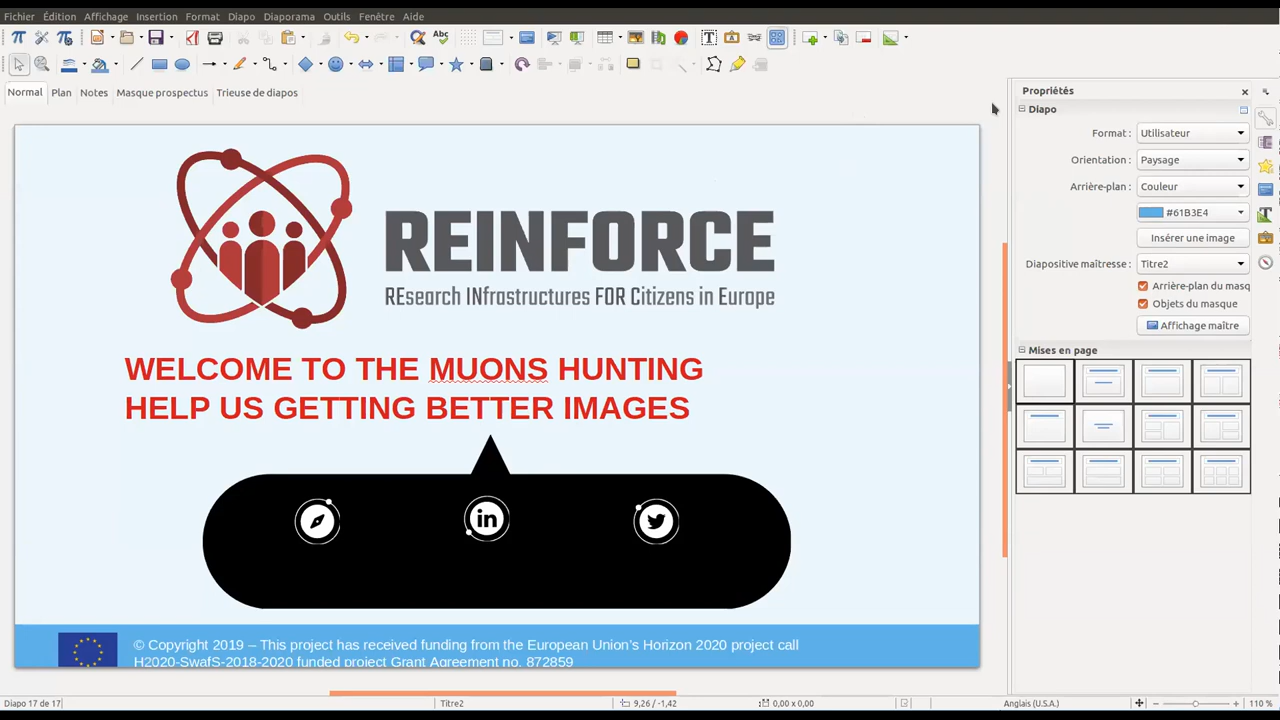 Fichier Édition Affichage Insertion Format Diapo Diaporama Outils Fenêtre Aide
Normal Plan Notes Masque prospectus Trieuse de diapos
Propriétés
Diapo
Format : Utilisateur
Orientation : Paysage
Arrière-plan : Couleur
#61B3E4
Insérer une image
Diapositive maîtresse : Titre2
Arrière-plan du masq
Objets du masque
Affichage maître
Mises en page
REINFORCE
REsearch INfrastructures FOR Citizens in Europe
WELCOME TO THE MUONS HUNTING
HELP US GETTING BETTER IMAGES
in
© Copyright 2019 – This project has received funding from the European Union's Horizon 2020 project call
H2020-SwafS-2018-2020 funded project Grant Agreement no. 872859
Diapo 17 de 17 Titre2 9,26 / -1,42 0,00 x 0,00 Anglais (U.S.A.) 110 %